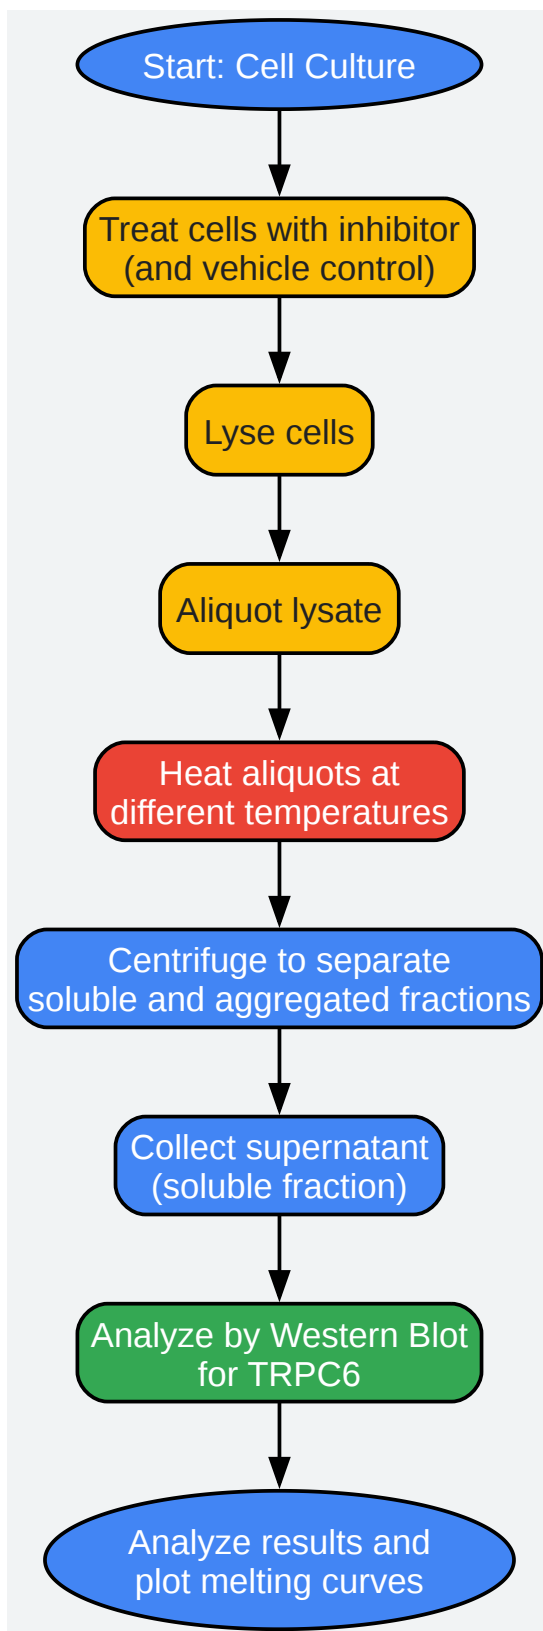 Start: Cell Culture
Treat cells with inhibitor
(and vehicle control)
Lyse cells
Aliquot lysate
Heat aliquots at
different temperatures
Centrifuge to separate
soluble and aggregated fractions
Collect supernatant
(soluble fraction)
Analyze by Western Blot
for TRPC6
Analyze results and
plot melting curves